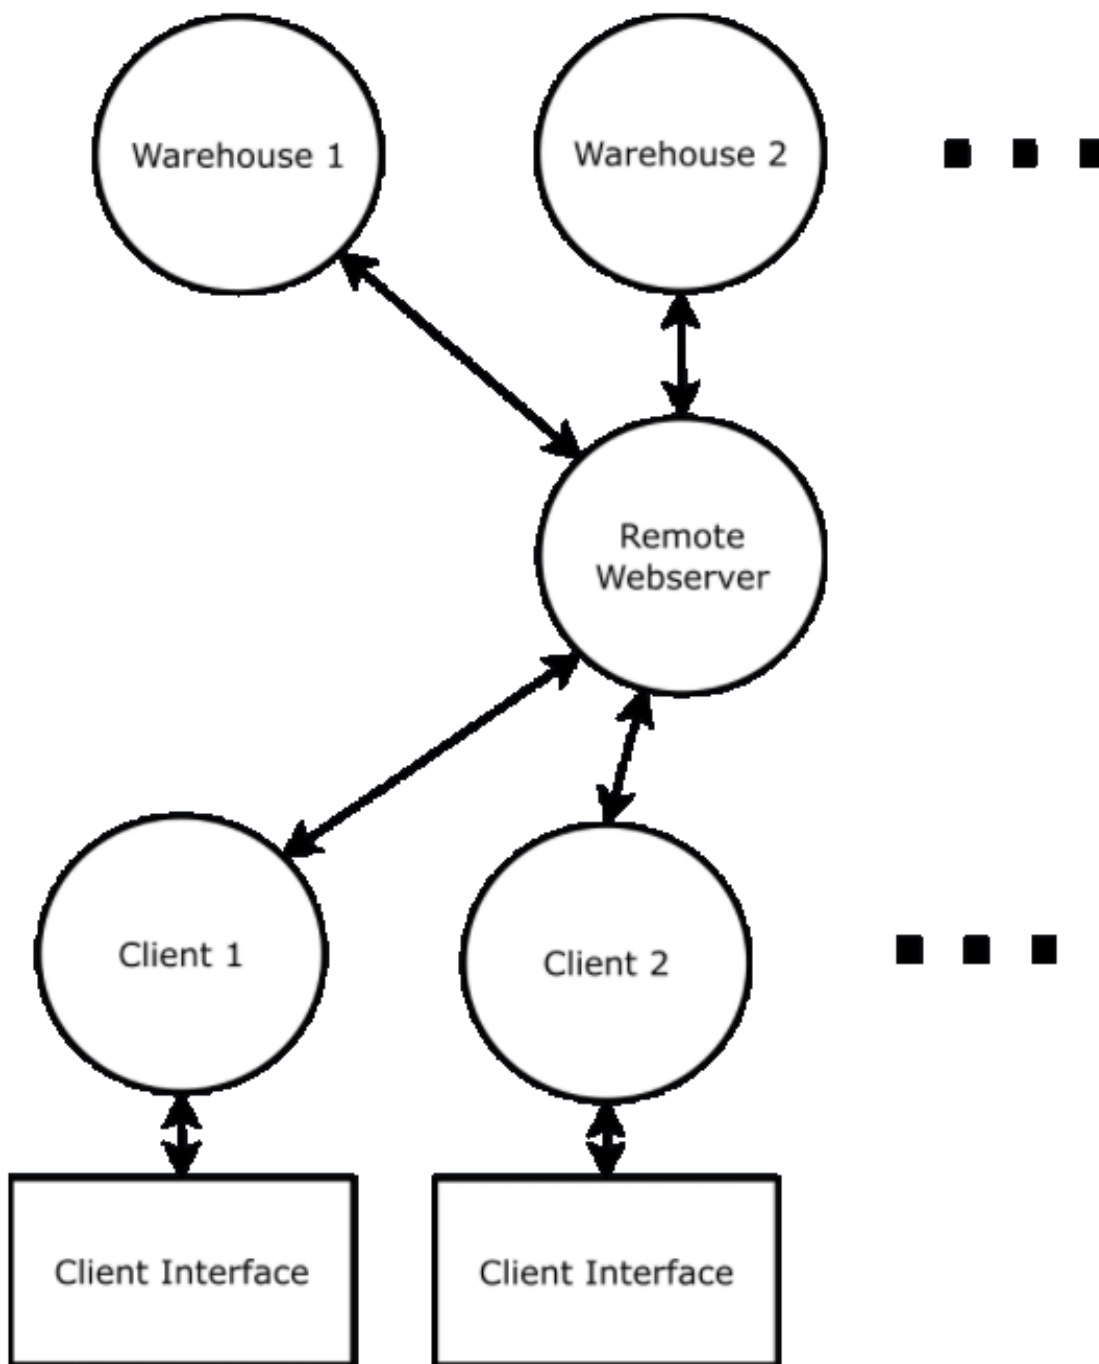 Warehouse 1
Warehouse 2
Remote
Webserver
Client 1
Client 2
Client Interface
Client Interface